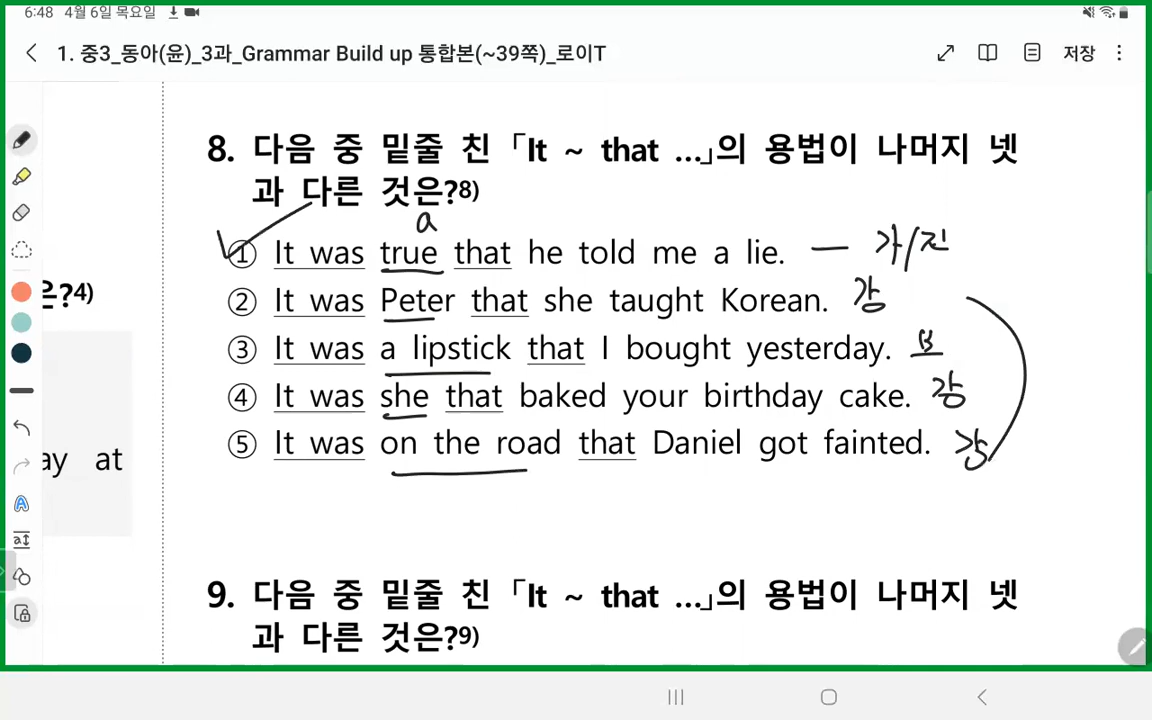 6:48 4월 6일 목요일
1. 중3_동아(윤)_3과_Grammar Build up 통합본(~39쪽)_로이T
저장
은?4)
ay at
8. 다음 중 밑줄 친 「It ~ that …」의 용법이 나머지 넷
과 다른 것은?8)
a
① It was true that he told me a lie. — 가/진
② It was Peter that she taught Korean. 강
③ It was a lipstick that I bought yesterday.
④ It was she that baked your birthday cake. 강
⑤ It was on the road that Daniel got fainted. 강
9. 다음 중 밑줄 친 「It ~ that …」의 용법이 나머지 넷
과 다른 것은?9)